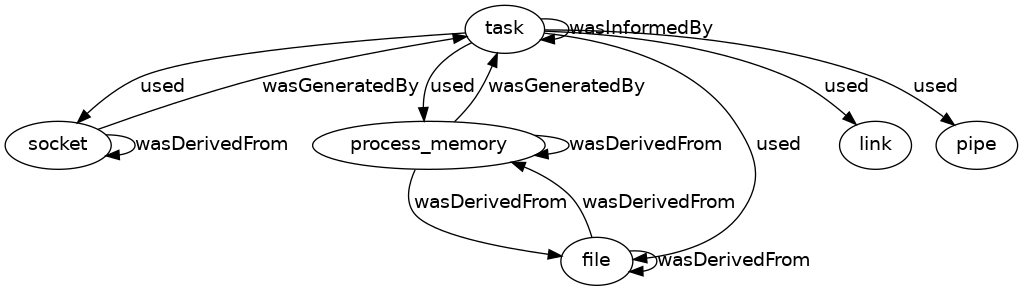 task
wasInformedBy
used
wasGeneratedBy
used
wasGeneratedBy
used
used
socket
wasDerivedFrom
process_memory
wasDerivedFrom
used
link
pipe
wasDerivedFrom
wasDerivedFrom
file
wasDerivedFrom